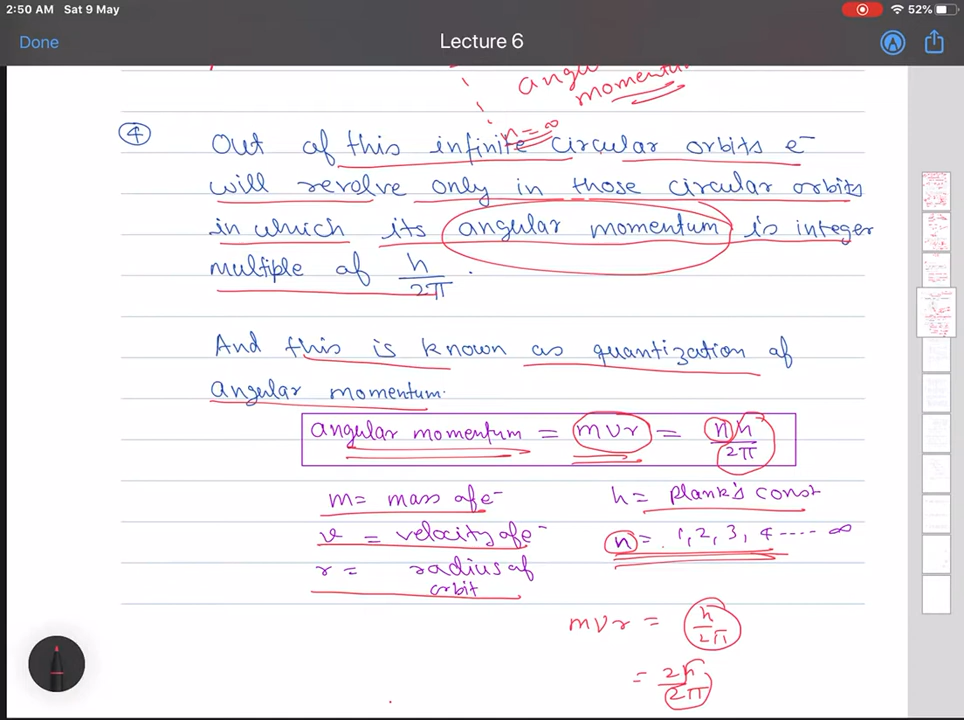 2:50 AM Sat 9 May 52%
Done Lecture 6
momentum
n = ∞
④ Out of this infinite circular orbits e⁻
will revolve only in those circular orbits
in which its angular momentum is integer
multiple of h/2π .
And this is known as quantization of
angular momentum.
angular momentum = mvr = nh/2π
m = mass of e⁻ h = plank's const
v = velocity of e⁻ n = 1, 2, 3, 4 ---- ∞
r = radius of
orbit
mvr = h/2π
= 2h/2π